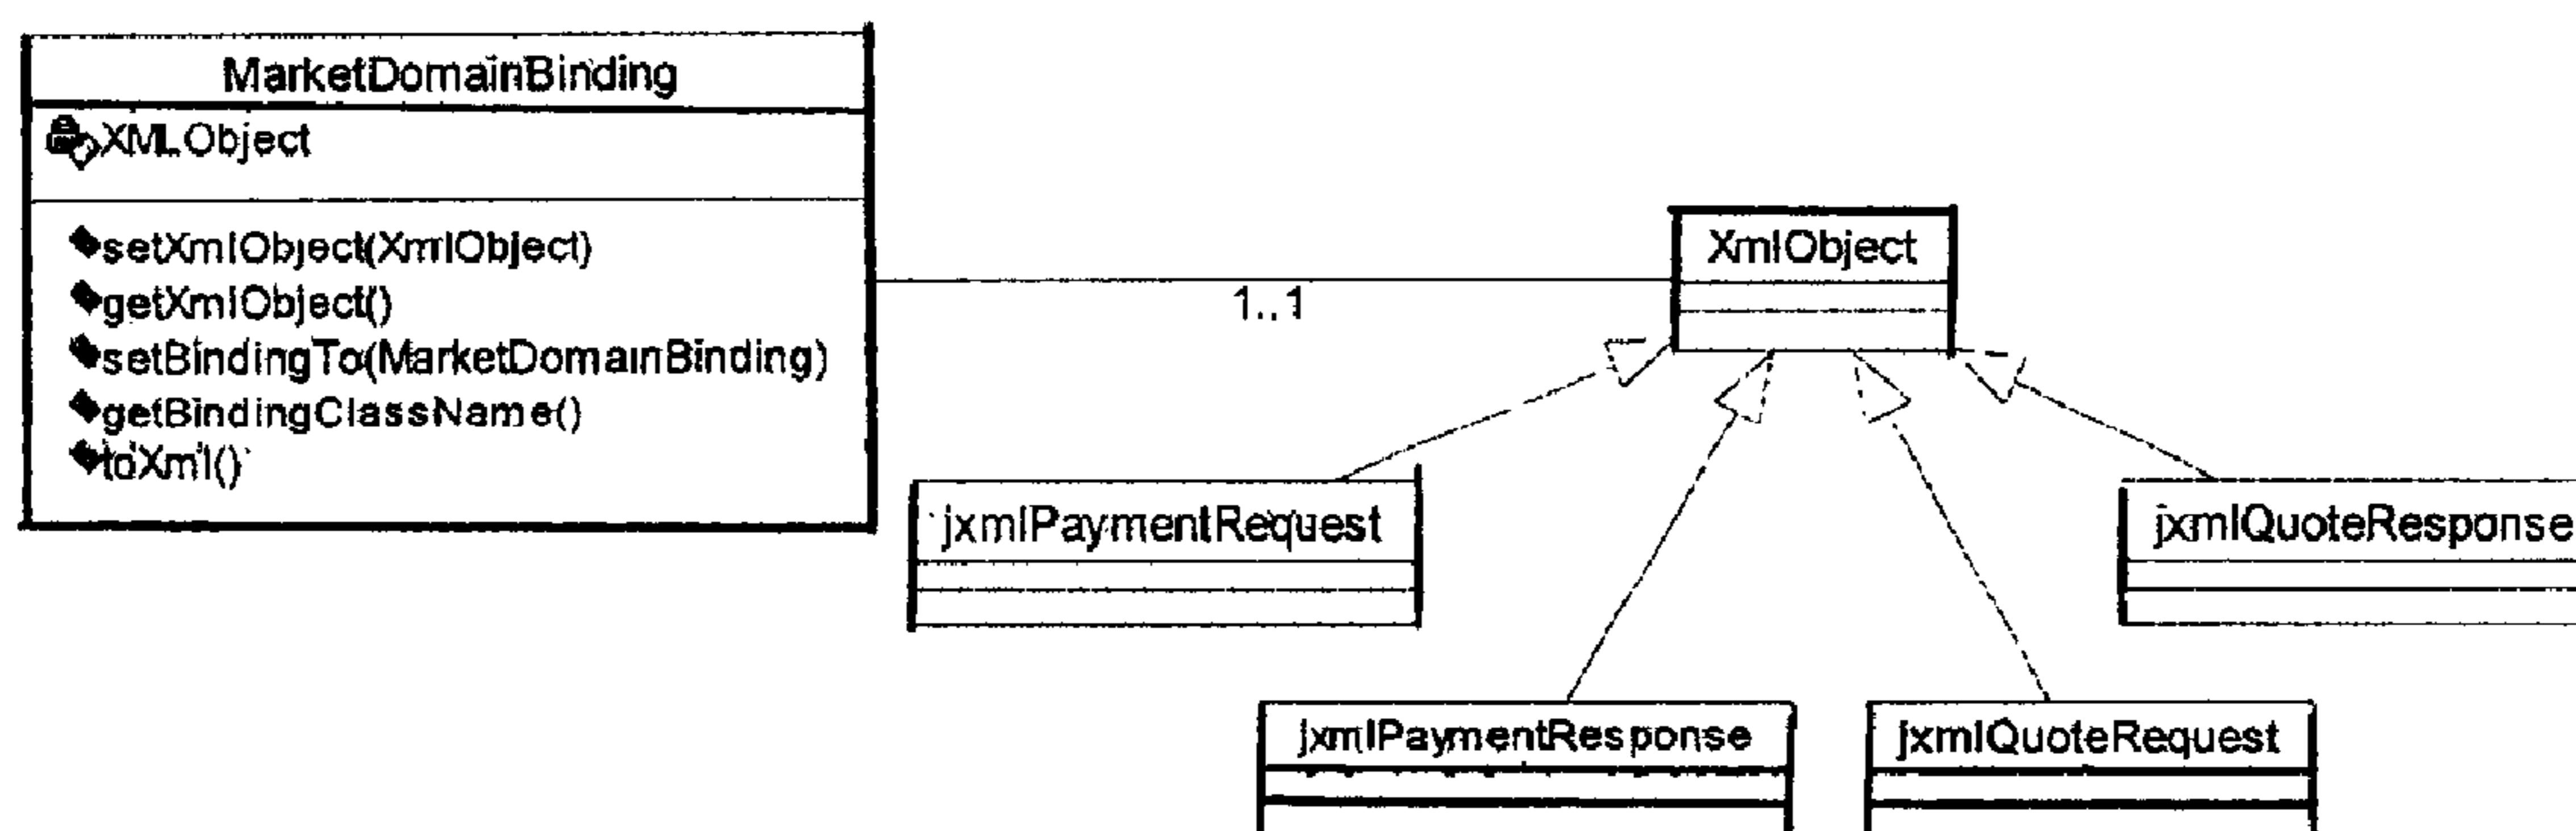 MarketDomainBinding
XMLObject
setXmlObject(XmlObject)
getXmlObject()
setBindingTo(MarketDomainBinding)
getBindingClassName()
toXml()
1..1
XmlObject
jxmlPaymentRequest
jxmlQuoteResponse
jxmlPaymentResponse
jxmlQuoteRequest